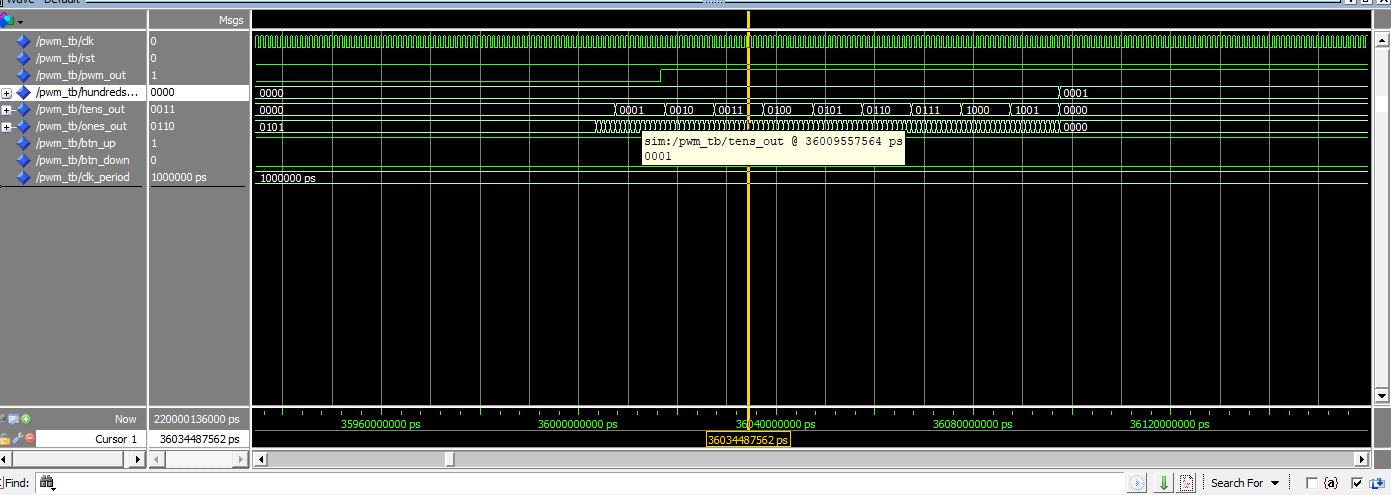 Wave - Default
Msgs
/pwm_tb/clk 0
/pwm_tb/rst 0
/pwm_tb/pwm_out 1
/pwm_tb/hundreds... 0000 0000 0001
/pwm_tb/tens_out 0011 0000 0001 0010 0011 0100 0101 0110 0111 1000 1001 0000
/pwm_tb/ones_out 0110 0101 0000
/pwm_tb/btn_up 1
sim:/pwm_tb/tens_out @ 36009557564 ps
0001
/pwm_tb/btn_down 0
/pwm_tb/clk_period 1000000 ps 1000000 ps
Now 220000136000 ps
35960000000 ps 36000000000 ps 36040000000 ps 36080000000 ps 36120000000 ps
Cursor 1 36034487562 ps 36034487562 ps
Find: Search For {a}